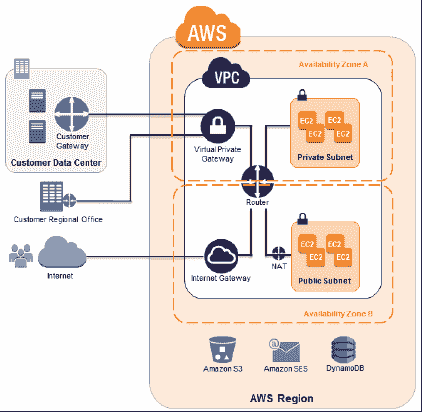 AWS
Availability Zone A
VPC
EC2
EC2
EC2
EC2
Private Subnet
Customer
Gateway
Customer Data Center
Virtual Private
Gateway
Customer Regional Office
Router
Internet
Internet Gateway
NAT
EC2
EC2
EC2
EC2
Public Subnet
Availability Zone B
Amazon S3
Amazon SES
DynamoDB
AWS Region